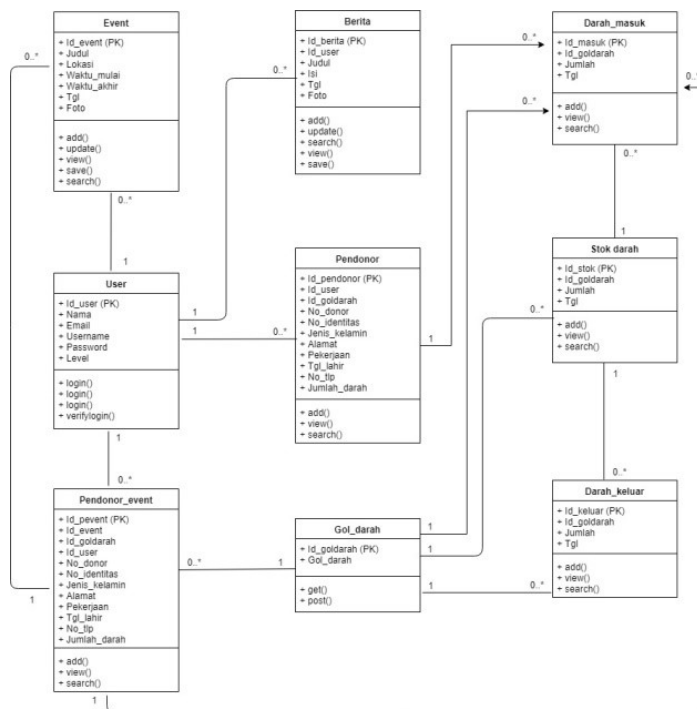 Event
+ Id_event (PK)
+ Judul
+ Lokasi
+ Waktu_mulai
+ Waktu_akhir
+ Tgl
+ Foto
+ add()
+ update()
+ view()
+ save()
+ search()
Berita
+ Id_berita (PK)
+ Id_user
+ Judul
+ Isi
+ Tgl
+ Foto
+ add()
+ update()
+ search()
+ view()
+ save()
Darah_masuk
+ Id_masuk (PK)
+ Id_goldarah
+ Jumlah
+ Tgl
+ add()
+ view()
+ search()
0..*
0..*
0..*
0..*
0..*
0..*
0..*
1
1
User
+ Id_user (PK)
+ Nama
+ Email
+ Username
+ Password
+ Level
+ login()
+ login()
+ login()
+ verifylogin()
1
1
0..*
Pendonor
+ Id_pendonor (PK)
+ Id_user
+ Id_goldarah
+ No_donor
+ No_identitas
+ Jenis_kelamin
+ Alamat
+ Pekerjaan
+ Tgl_lahir
+ No_tlp
+ Jumlah_darah
+ add()
+ view()
+ search()
1
0..*
Stok darah
+ Id_stok (PK)
+ Id_goldarah
+ Jumlah
+ Tgl
+ add()
+ view()
+ search()
1
1
0..*
0..*
Pendonor_event
+ Id_pevent (PK)
+ Id_event
+ Id_goldarah
+ Id_user
+ No_donor
+ No_identitas
+ Jenis_kelamin
+ Alamat
+ Pekerjaan
+ Tgl_lahir
+ No_tlp
+ Jumlah_darah
+ add()
+ view()
+ search()
1
1
0..*
1
Gol_darah
+ Id_goldarah (PK)
+ Gol_darah
+ get()
+ post()
1
1
1
0..*
Darah_keluar
+ Id_keluar (PK)
+ Id_goldarah
+ Jumlah
+ Tgl
+ add()
+ view()
+ search()